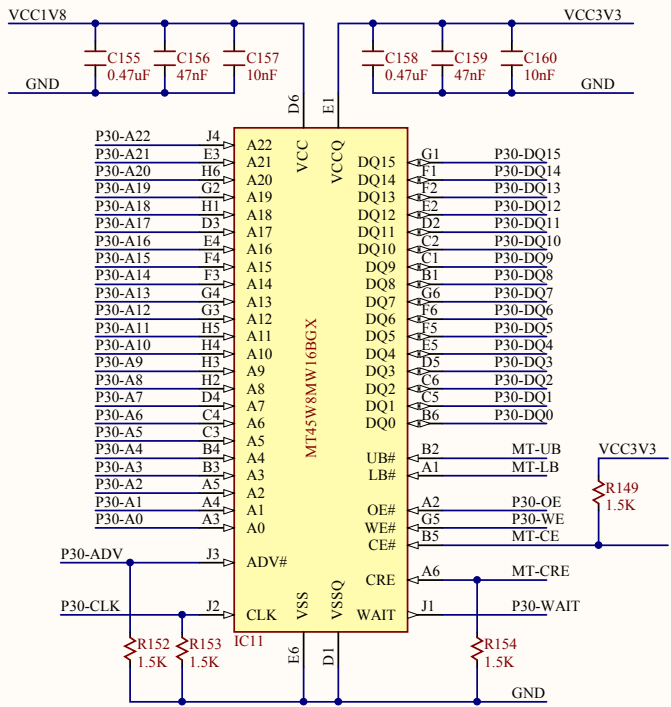 VCC1V8 VCC3V3
C155 0.47uF C156 47nF C157 10nF C158 0.47uF C159 47nF C160 10nF
GND GND
D6 E1
VCC VCCQ
P30-A22 J4 A22
P30-A21 E3 A21 DQ15 G1 P30-DQ15
P30-A20 H6 A20 DQ14 F1 P30-DQ14
P30-A19 G2 A19 DQ13 F2 P30-DQ13
P30-A18 H1 A18 DQ12 E2 P30-DQ12
P30-A17 D3 A17 DQ11 D2 P30-DQ11
P30-A16 E4 A16 DQ10 C2 P30-DQ10
P30-A15 F4 A15 DQ9 C1 P30-DQ9
P30-A14 F3 A14 DQ8 B1 P30-DQ8
P30-A13 G4 A13 DQ7 G6 P30-DQ7
P30-A12 G3 A12 DQ6 F6 P30-DQ6
P30-A11 H5 A11 DQ5 F5 P30-DQ5
P30-A10 H4 A10 DQ4 E5 P30-DQ4
P30-A9 H3 A9 DQ3 D5 P30-DQ3
P30-A8 H2 A8 DQ2 C6 P30-DQ2
P30-A7 D4 A7 DQ1 C5 P30-DQ1
P30-A6 C4 A6 DQ0 B6 P30-DQ0
P30-A5 C3 A5
P30-A4 B4 A4 UB# B2 MT-UB VCC3V3
P30-A3 B3 A3 LB# A1 MT-LB
P30-A2 A5 A2
P30-A1 A4 A1 OE# A2 P30-OE
P30-A0 A3 A0 WE# G5 P30-WE
CE# B5 MT-CE
R149 1.5K
MT45W8MW16BGX
P30-ADV J3 ADV#
CRE A6 MT-CRE
P30-CLK J2 CLK VSS VSSQ WAIT J1 P30-WAIT
IC11
R152 1.5K R153 1.5K E6 D1 R154 1.5K
GND